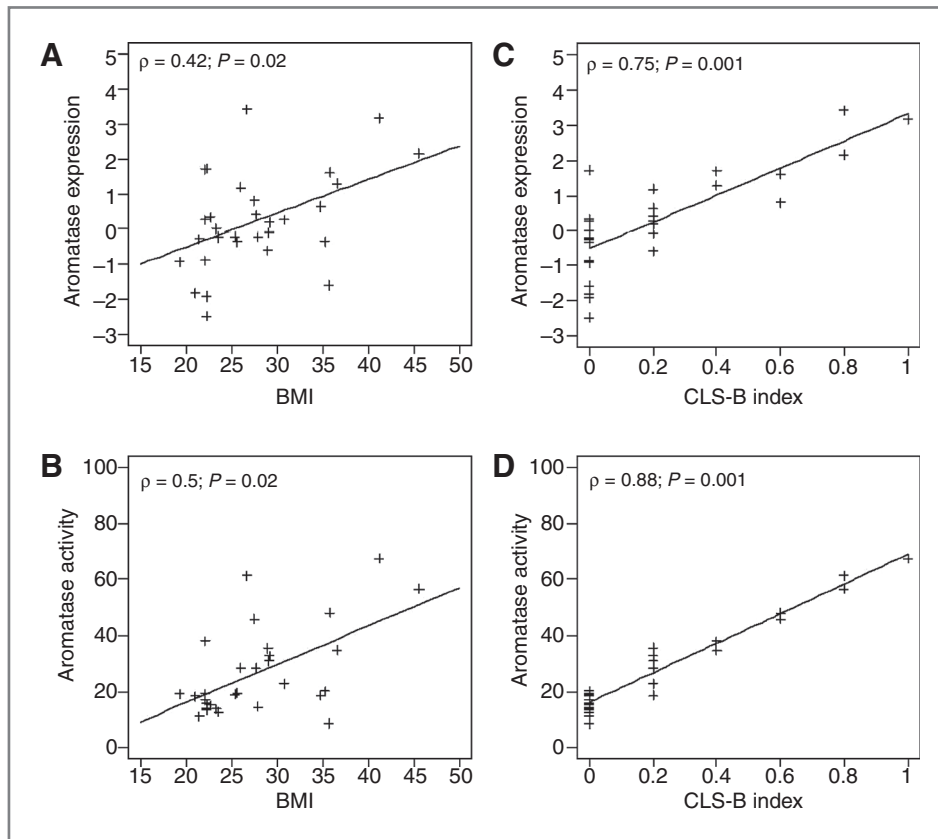 A
ρ = 0.42; P = 0.02
Aromatase expression
5
4
3
2
1
0
–1
–2
–3
15 20 25 30 35 40 45 50
BMI
C
ρ = 0.75; P = 0.001
Aromatase expression
5
4
3
2
1
0
–1
–2
–3
0 0.2 0.4 0.6 0.8 1
CLS-B index
B
ρ = 0.5; P = 0.02
Aromatase activity
100
80
60
40
20
0
15 20 25 30 35 40 45 50
BMI
D
ρ = 0.88; P = 0.001
Aromatase activity
100
80
60
40
20
0
0 0.2 0.4 0.6 0.8 1
CLS-B index